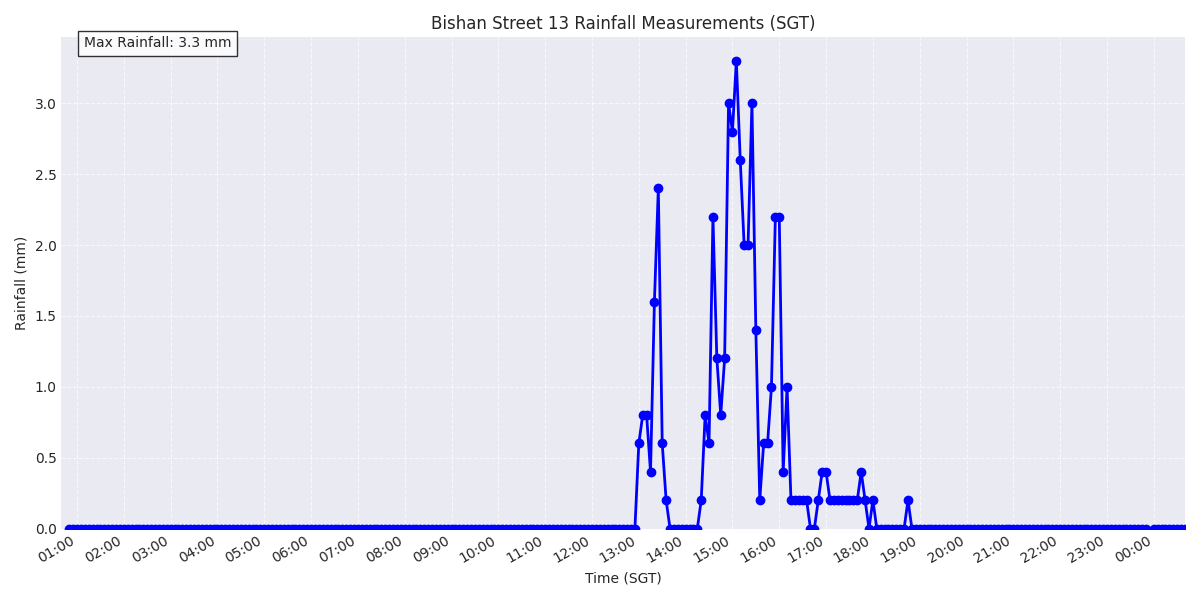 Bishan Street 13 Rainfall Measurements (SGT)
Max Rainfall: 3.3 mm
Rainfall (mm)
3.0
2.5
2.0
1.5
1.0
0.5
0.0
01:00 02:00 03:00 04:00 05:00 06:00 07:00 08:00 09:00 10:00 11:00 12:00 13:00 14:00 15:00 16:00 17:00 18:00 19:00 20:00 21:00 22:00 23:00 00:00
Time (SGT)